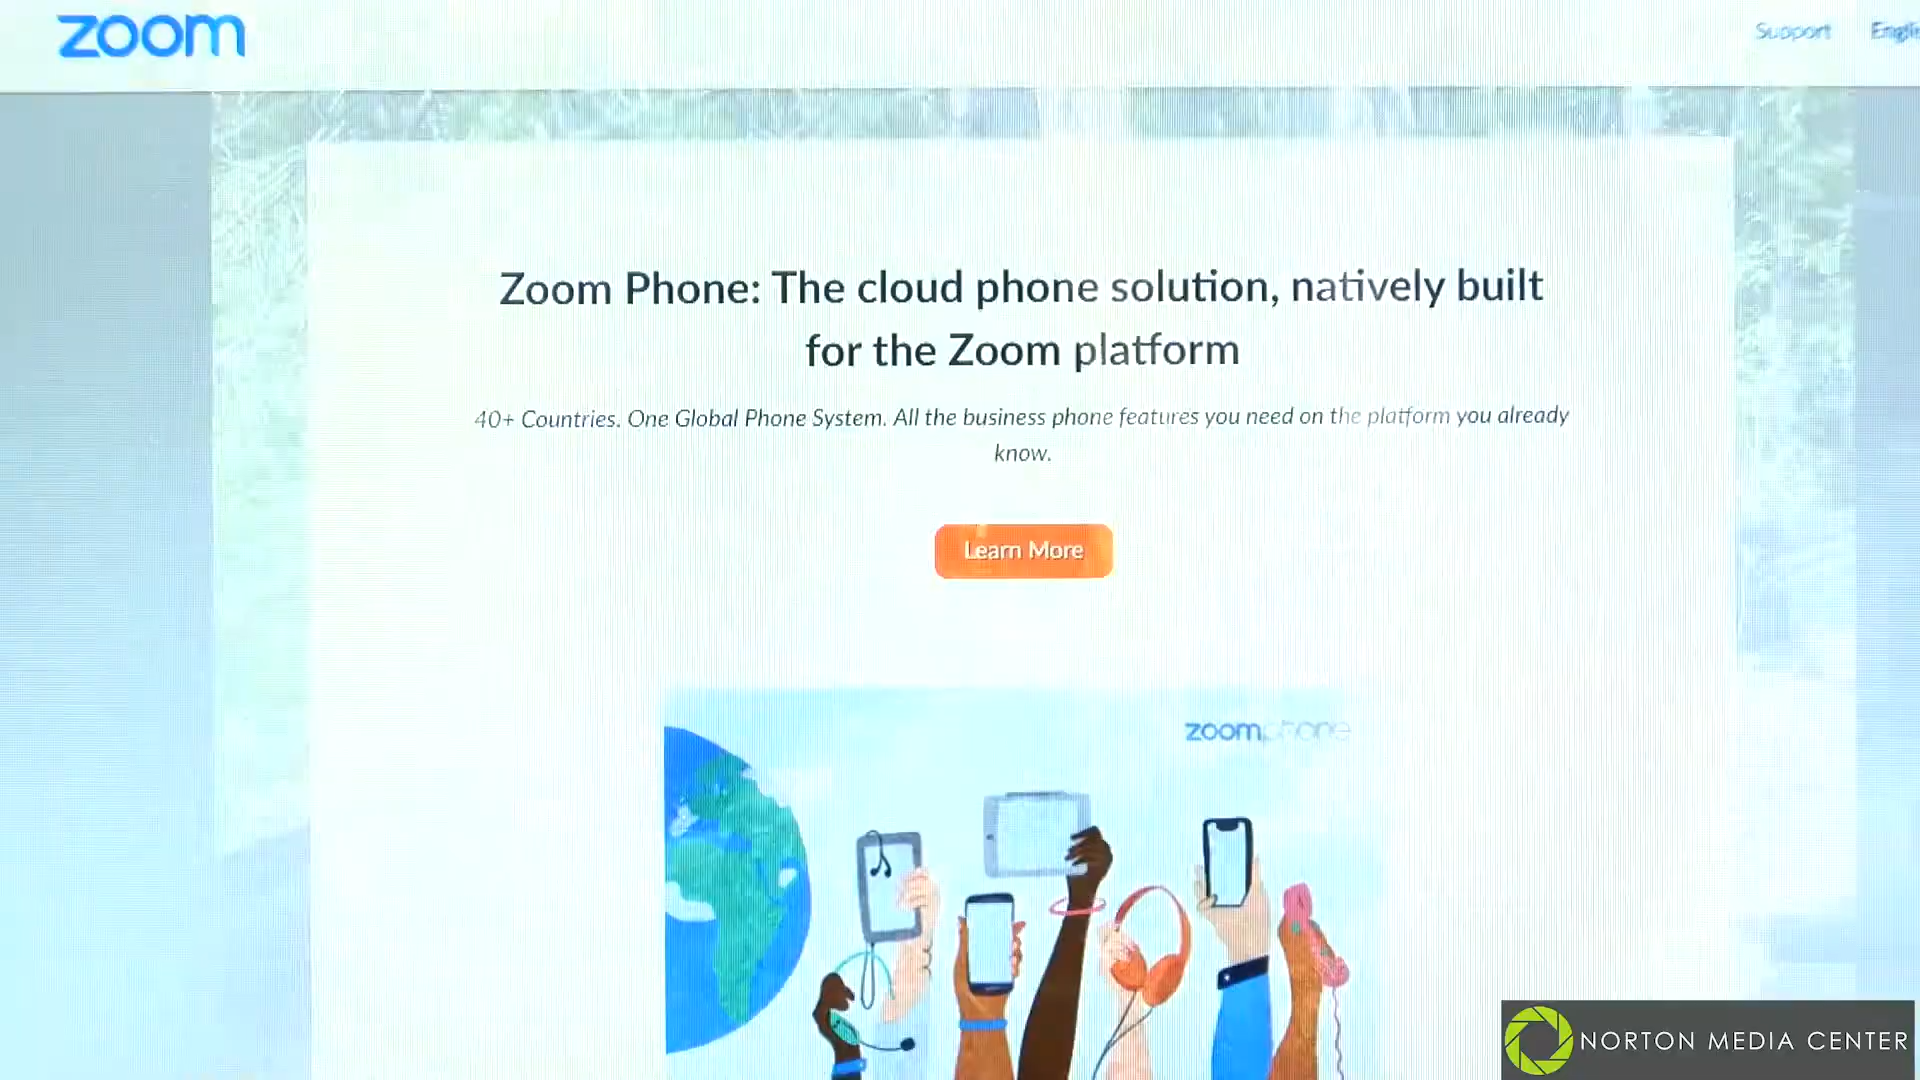 zoom
Support Englis
Zoom Phone: The cloud phone solution, natively built
for the Zoom platform
40+ Countries. One Global Phone System. All the business phone features you need on the platform you already
know.
Learn More
zoomphone
NORTON MEDIA CENTER